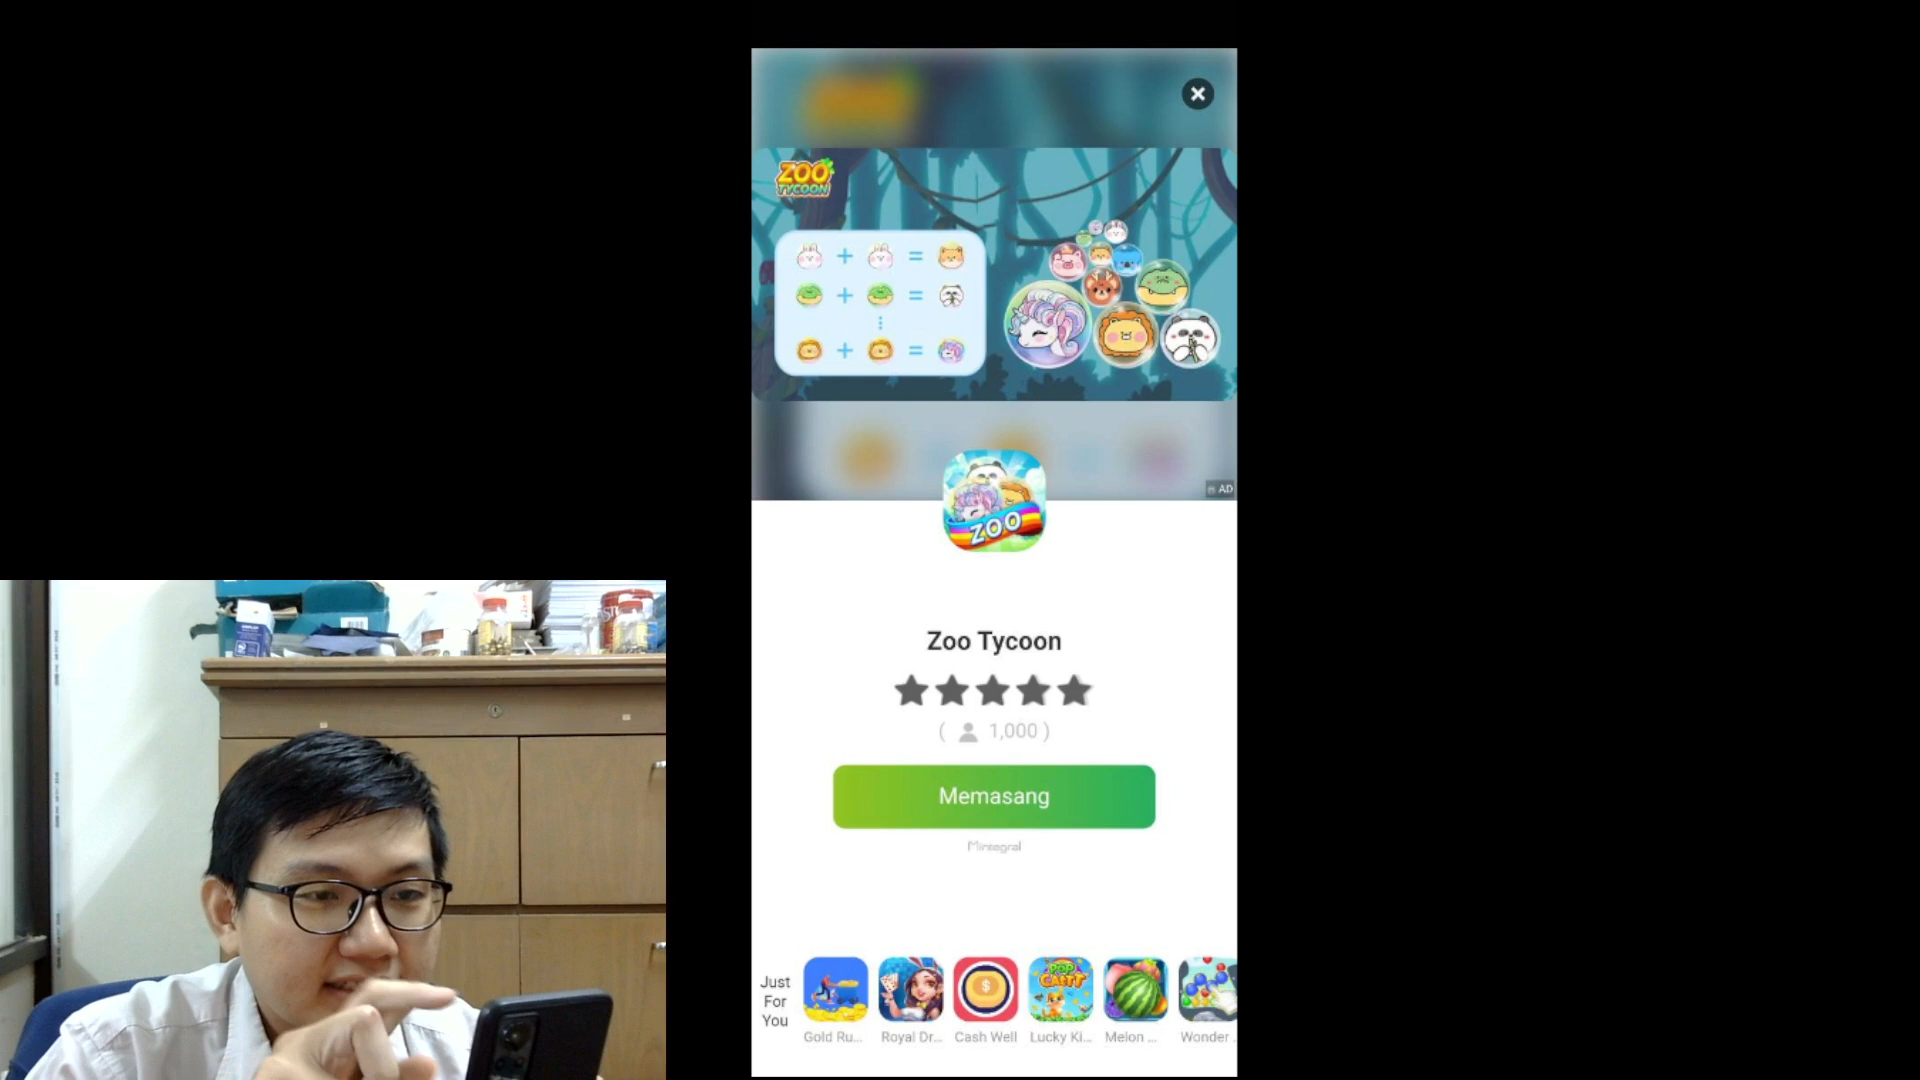 ZOO
TYCOON
AD
ZOO
Zoo Tycoon
( 1,000 )
Memasang
Mintegral
Just
For
You
Gold Ru...
Royal Dr...
Cash Well
Lucky Ki...
Melon ...
Wonder